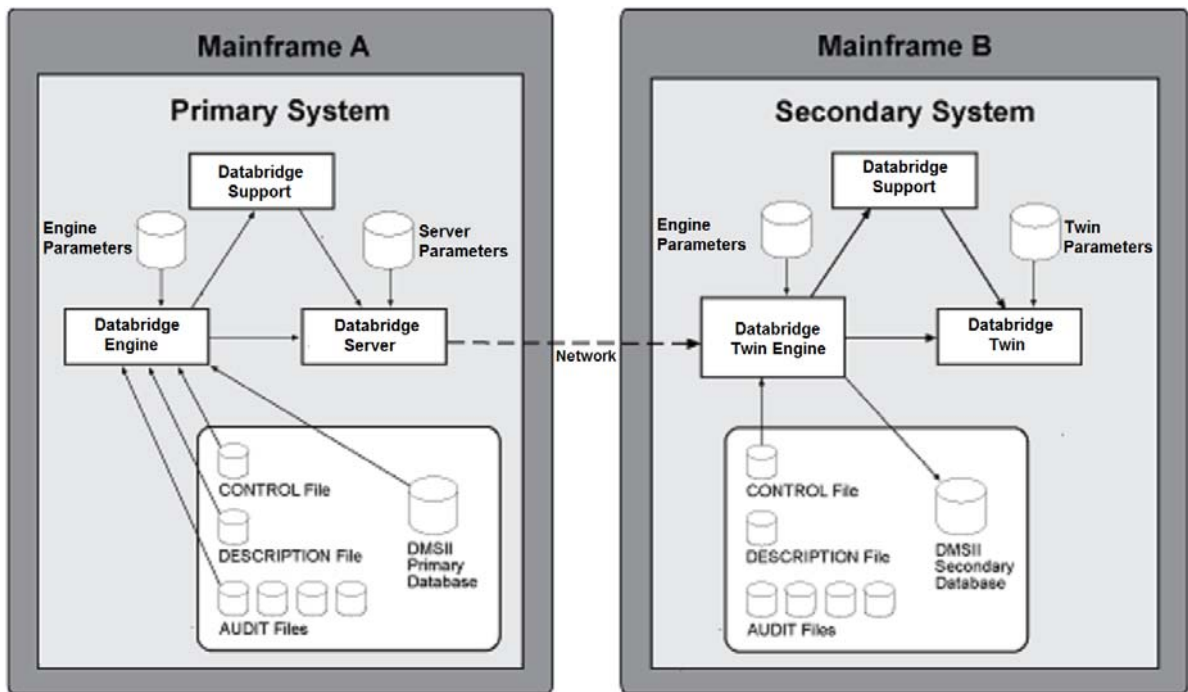 Mainframe A
Primary System
Databridge
Support
Engine
Parameters
Server
Parameters
Databridge
Engine
Databridge
Server
CONTROL File
DESCRIPTION File
AUDIT Files
DMSII
Primary
Database
Network
Mainframe B
Secondary System
Databridge
Support
Engine
Parameters
Twin
Parameters
Databridge
Twin Engine
Databridge
Twin
CONTROL File
DESCRIPTION File
AUDIT Files
DMSII
Secondary
Database